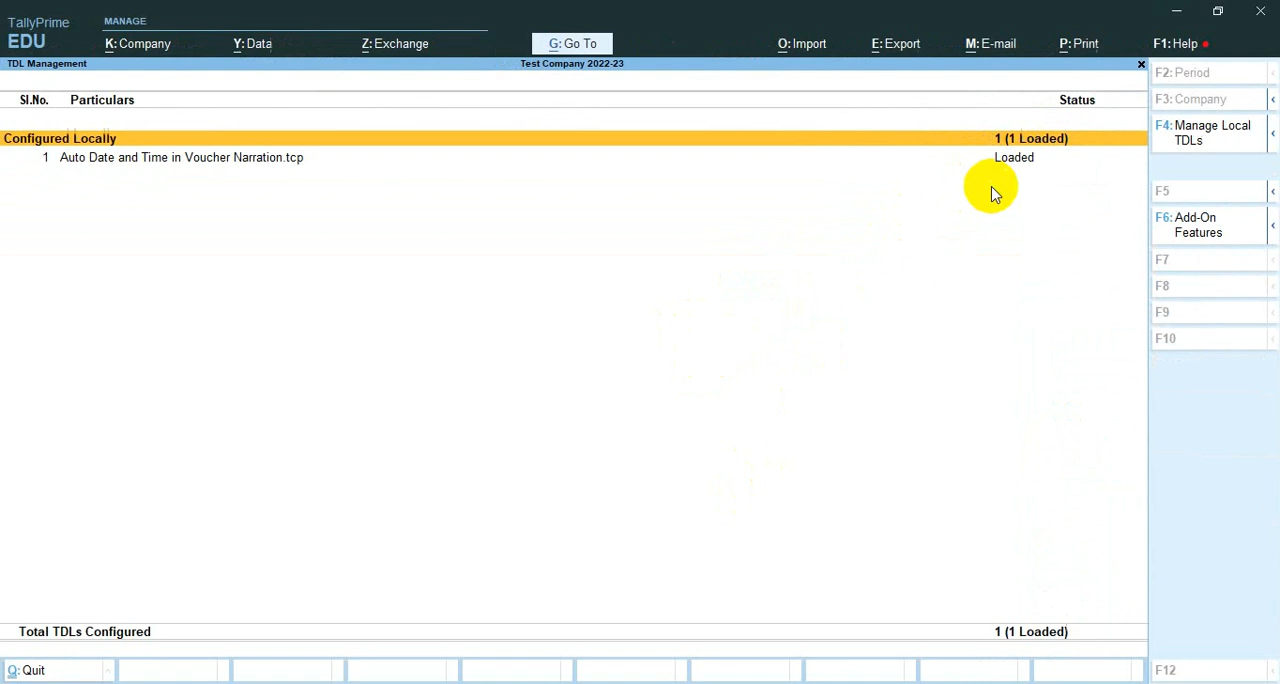 TallyPrime
EDU
MANAGE
K: Company
Y: Data
Z: Exchange
G: Go To
O: Import
E: Export
M: E-mail
P: Print
F1: Help
TDL Management
Test Company 2022-23
x
Sl.No. Particulars Status
Configured Locally 1 (1 Loaded)
1 Auto Date and Time in Voucher Narration.tcp Loaded
Total TDLs Configured 1 (1 Loaded)
F2: Period
F3: Company
F4: Manage Local
TDLs
F5
F6: Add-On
Features
F7
F8
F9
F10
Q: Quit
F12